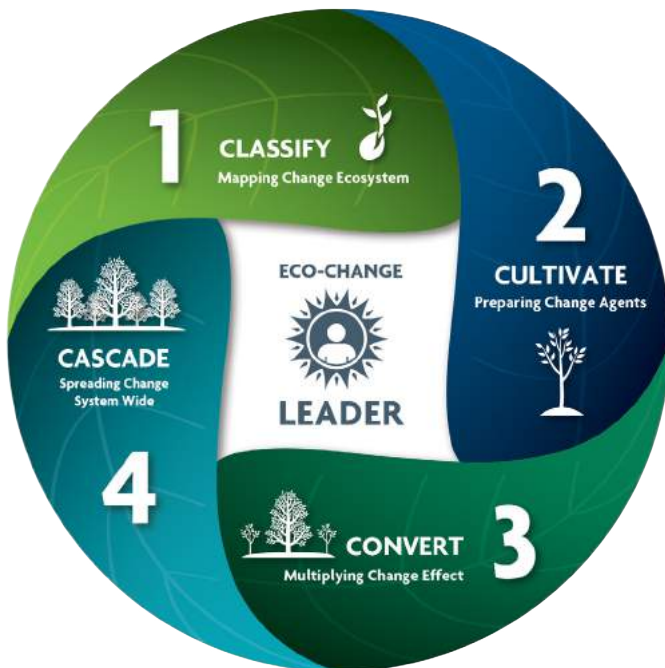 1
CLASSIFY
Mapping Change Ecosystem
2
CULTIVATE
Preparing Change Agents
ECO-CHANGE
LEADER
3
CONVERT
Multiplying Change Effect
4
CASCADE
Spreading Change
System Wide